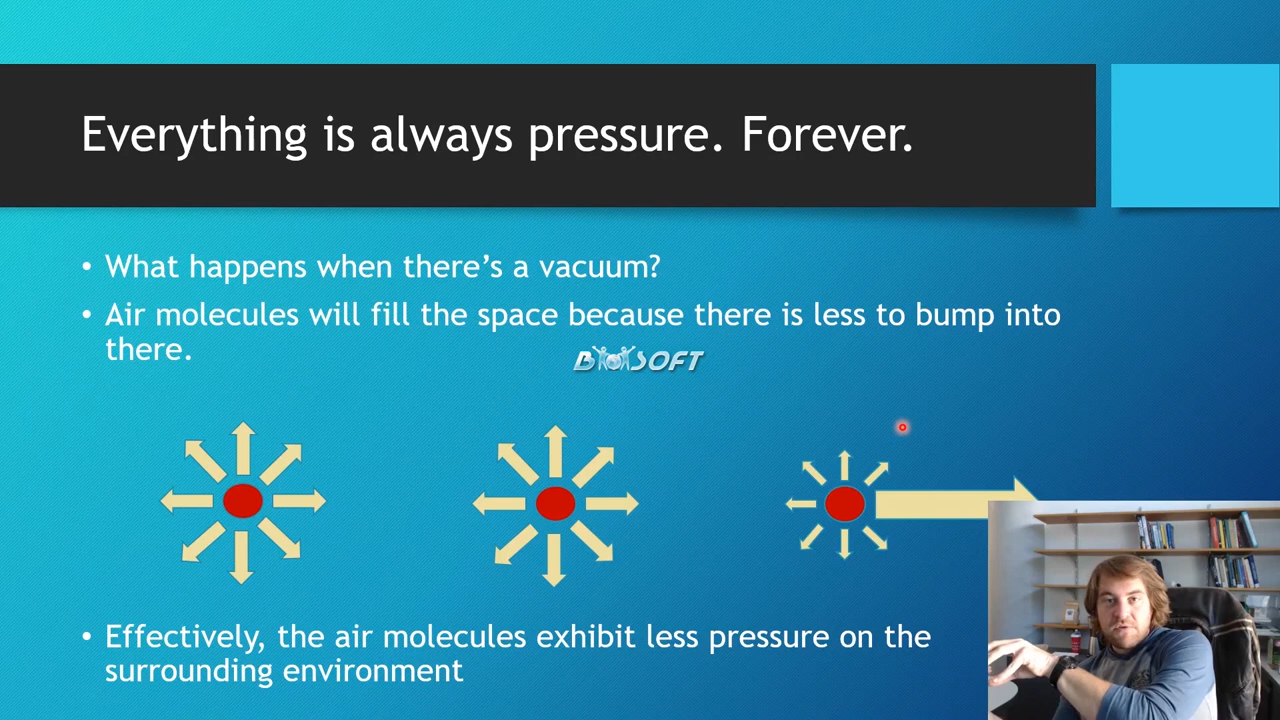 Everything is always pressure. Forever.
• What happens when there’s a vacuum?
• Air molecules will fill the space because there is less to bump into
there.
BIOSOFT
• Effectively, the air molecules exhibit less pressure on the
surrounding environment